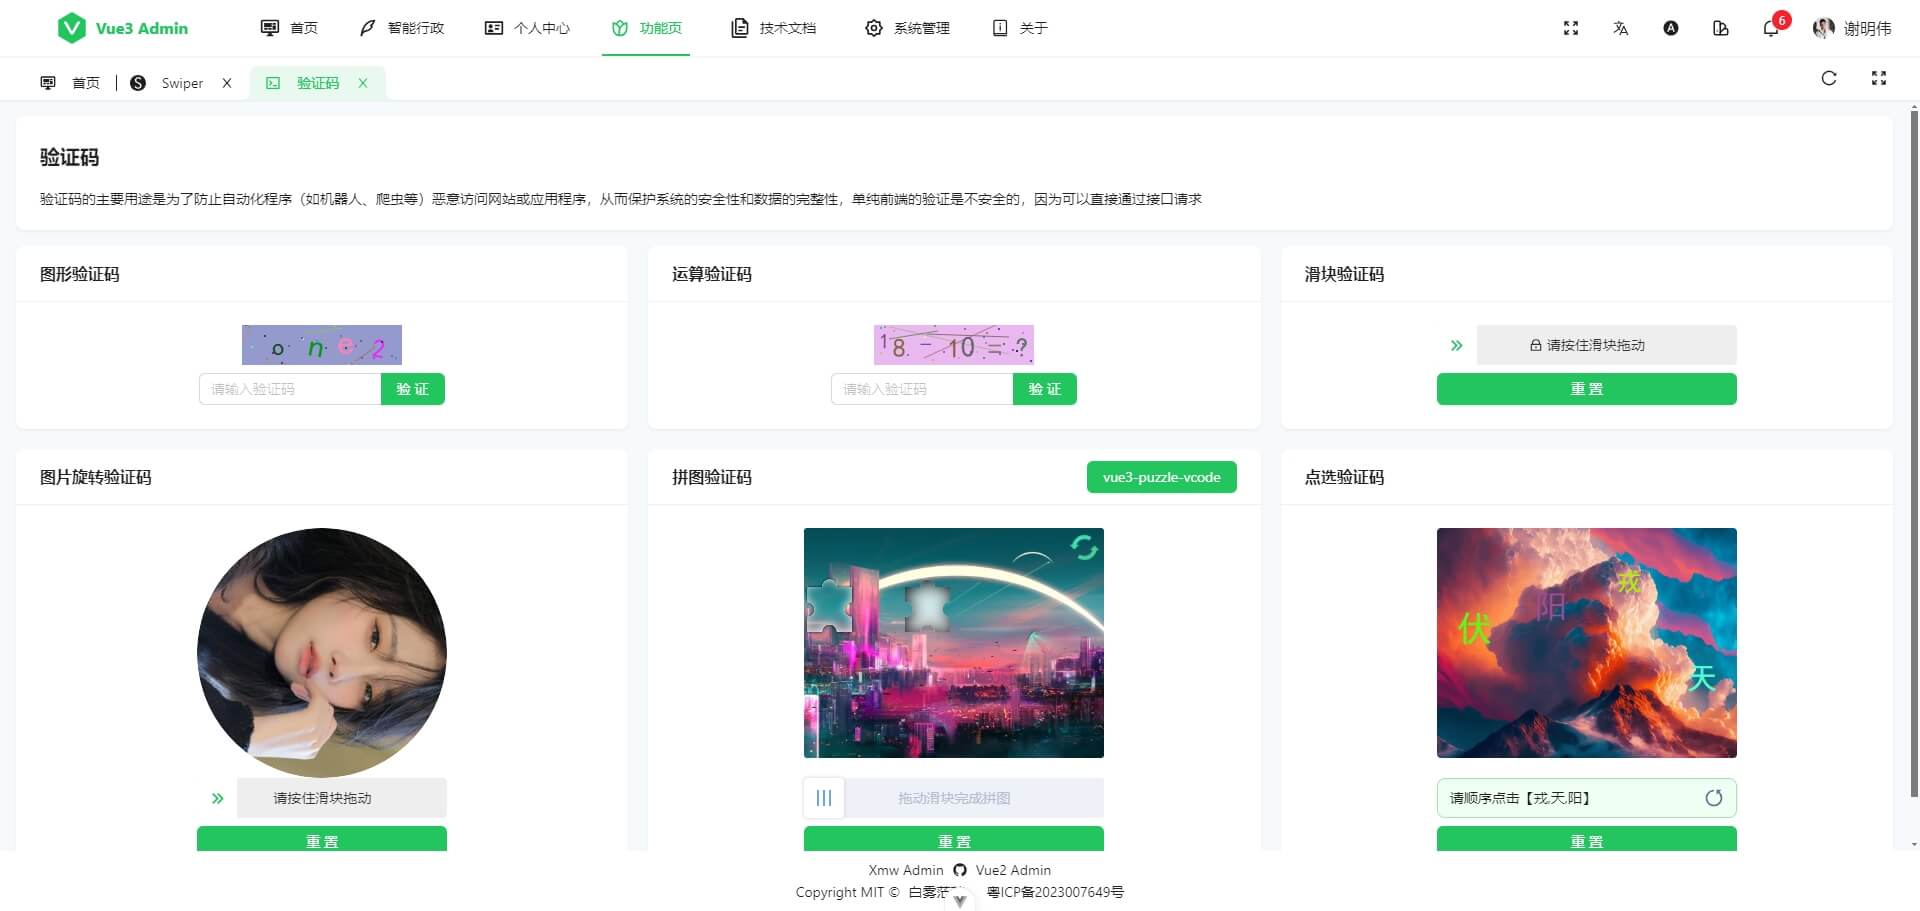 Vue3 Admin 首页 智能行政 个人中心 功能页 技术文档 系统管理 关于 6 谢明伟
首页 Swiper 验证码
验证码
验证码的主要用途是为了防止自动化程序（如机器人、爬虫等）恶意访问网站或应用程序，从而保护系统的安全性和数据的完整性，单纯前端的验证是不安全的，因为可以直接通过接口请求
图形验证码
o n e 2
请输入验证码 验 证
运算验证码
18 - 10 = ?
请输入验证码 验 证
滑块验证码
请按住滑块拖动
重 置
图片旋转验证码
请按住滑块拖动
重 置
拼图验证码 vue3-puzzle-vcode
拖动滑块完成拼图
重 置
点选验证码
戎
阳
伏
天
请顺序点击【戎,天,阳】
重 置
Xmw Admin Vue2 Admin
Copyright MIT © 白雾茫 粤ICP备2023007649号